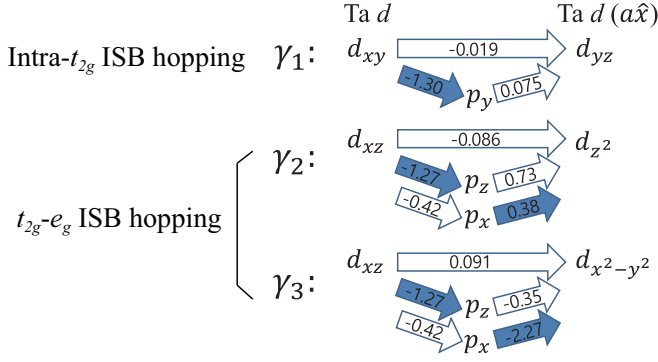 Ta d Ta d (ax̂)
Intra-t₂g ISB hopping γ₁: dxy -0.019 dyz
-1.30 py 0.075
γ₂: dxz -0.086 dz²
-1.27 pz 0.73
t₂g-eg ISB hopping -0.42 px 0.38
γ₃: dxz 0.091 dx²−y²
-1.27 pz -0.35
-0.42 px -2.27